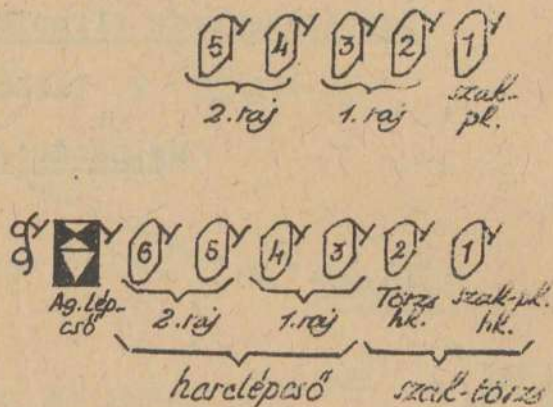 5 4 3 2 1
2. raj 1. raj szak-
pl.
6 5 4 3 2 1
Ag. lép-
cső 2. raj 1. raj Törzs
hk. szak-pk.
hk.
harclépcső szak-törzs